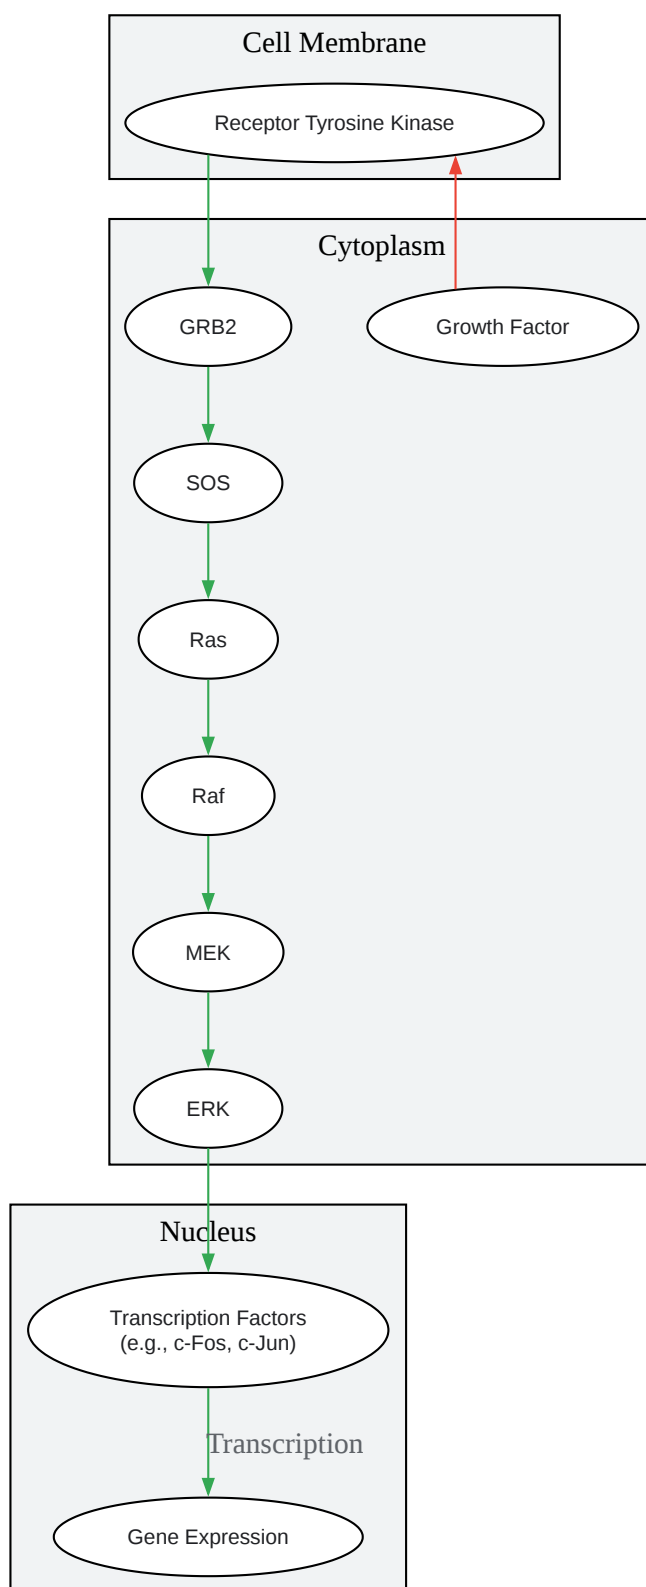 Cell Membrane
Receptor Tyrosine Kinase
Cytoplasm
GRB2
Growth Factor
SOS
Ras
Raf
MEK
ERK
Nucleus
Transcription Factors
(e.g., c-Fos, c-Jun)
Transcription
Gene Expression